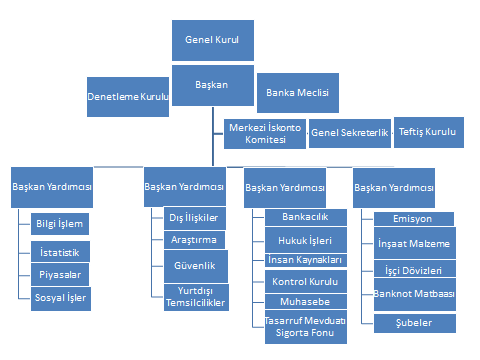 Genel Kurul
Başkan
Denetleme Kurulu
Banka Meclisi
Merkezi İskonto
Komitesi
Genel Sekreterlik
Teftiş Kurulu
Başkan Yardımcısı
Bilgi İşlem
İstatistik
Piyasalar
Sosyal İşler
Başkan Yardımcısı
Dış İlişkiler
Araştırma
Güvenlik
Yurtdışı
Temsilcilikler
Başkan Yardımcısı
Bankacılık
Hukuk İşleri
İnsan Kaynakları
Kontrol Kurulu
Muhasebe
Tasarruf Mevduatı
Sigorta Fonu
Başkan Yardımcısı
Emisyon
İnşaat Malzeme
İşçi Dövizleri
Banknot Matbaası
Şubeler